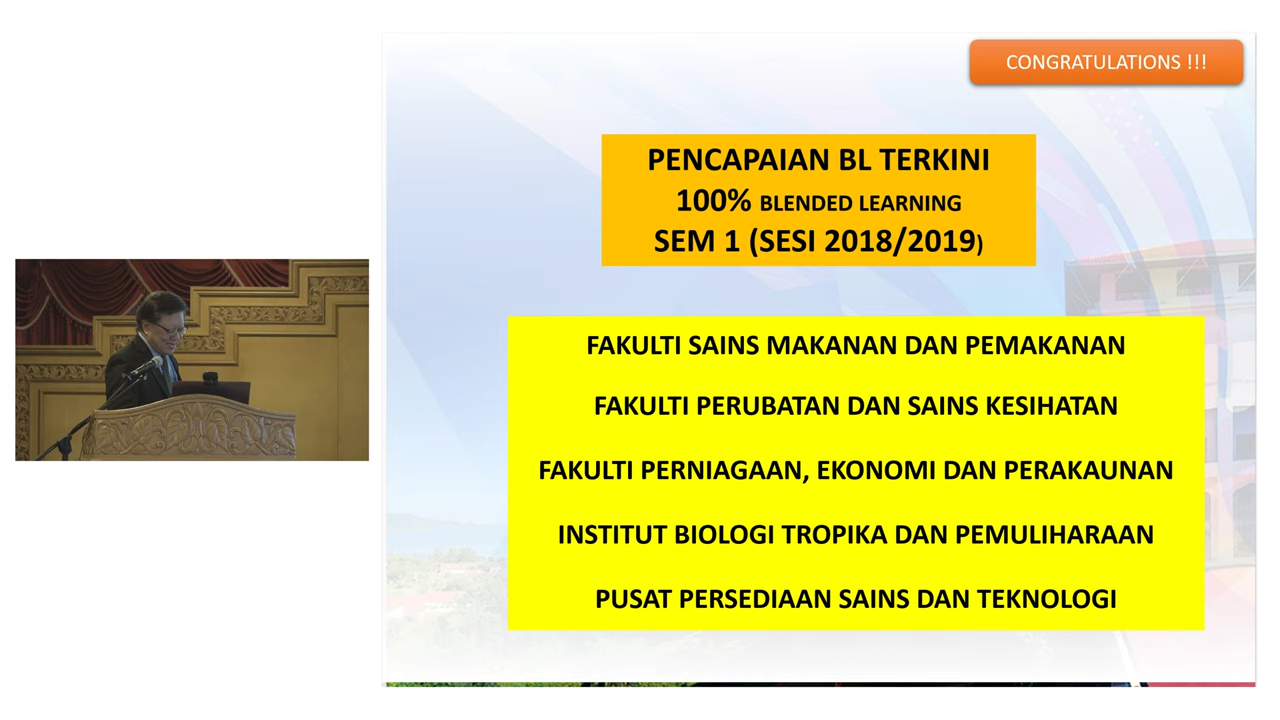 CONGRATULATIONS !!!
PENCAPAIAN BL TERKINI
100% BLENDED LEARNING
SEM 1 (SESI 2018/2019)
FAKULTI SAINS MAKANAN DAN PEMAKANAN
FAKULTI PERUBATAN DAN SAINS KESIHATAN
FAKULTI PERNIAGAAN, EKONOMI DAN PERAKAUNAN
INSTITUT BIOLOGI TROPIKA DAN PEMULIHARAAN
PUSAT PERSEDIAAN SAINS DAN TEKNOLOGI